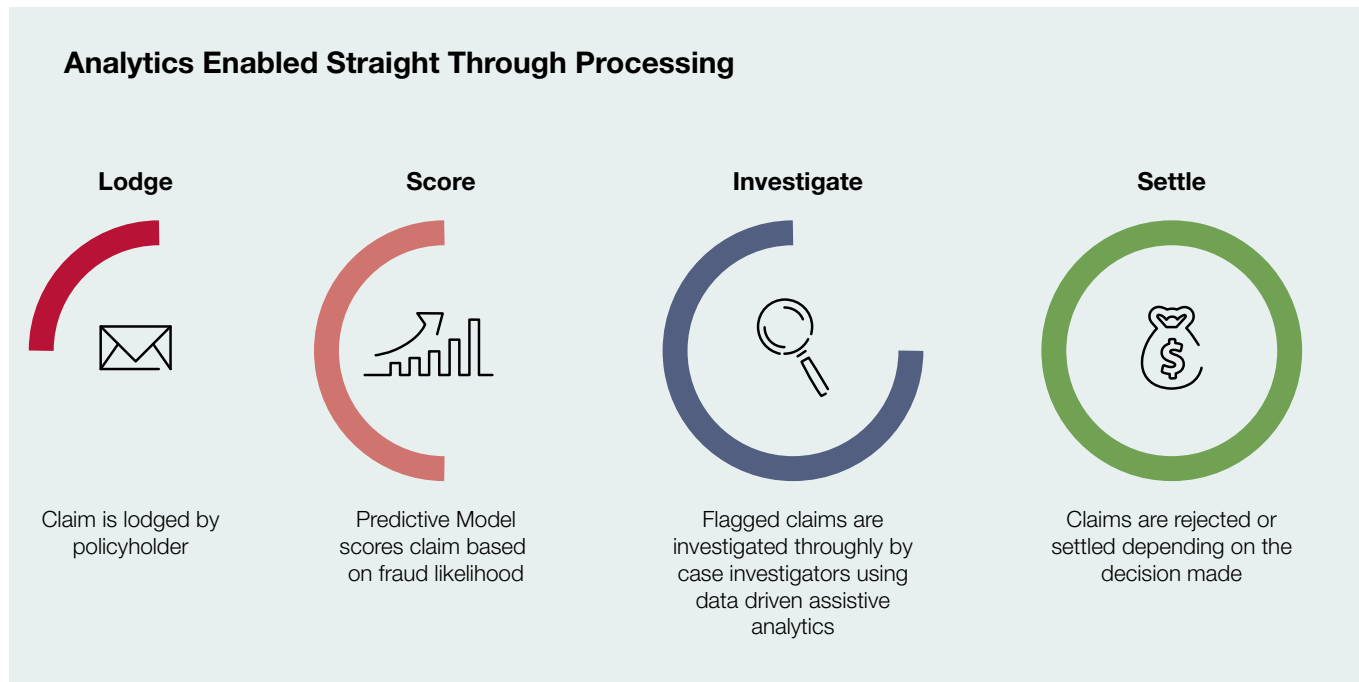 Analytics Enabled Straight Through Processing
Lodge
Claim is lodged by
policyholder
Score
Predictive Model
scores claim based
on fraud likelihood
Investigate
Flagged claims are
investigated throughly by
case investigators using
data driven assistive
analytics
Settle
$
Claims are rejected or
settled depending on the
decision made